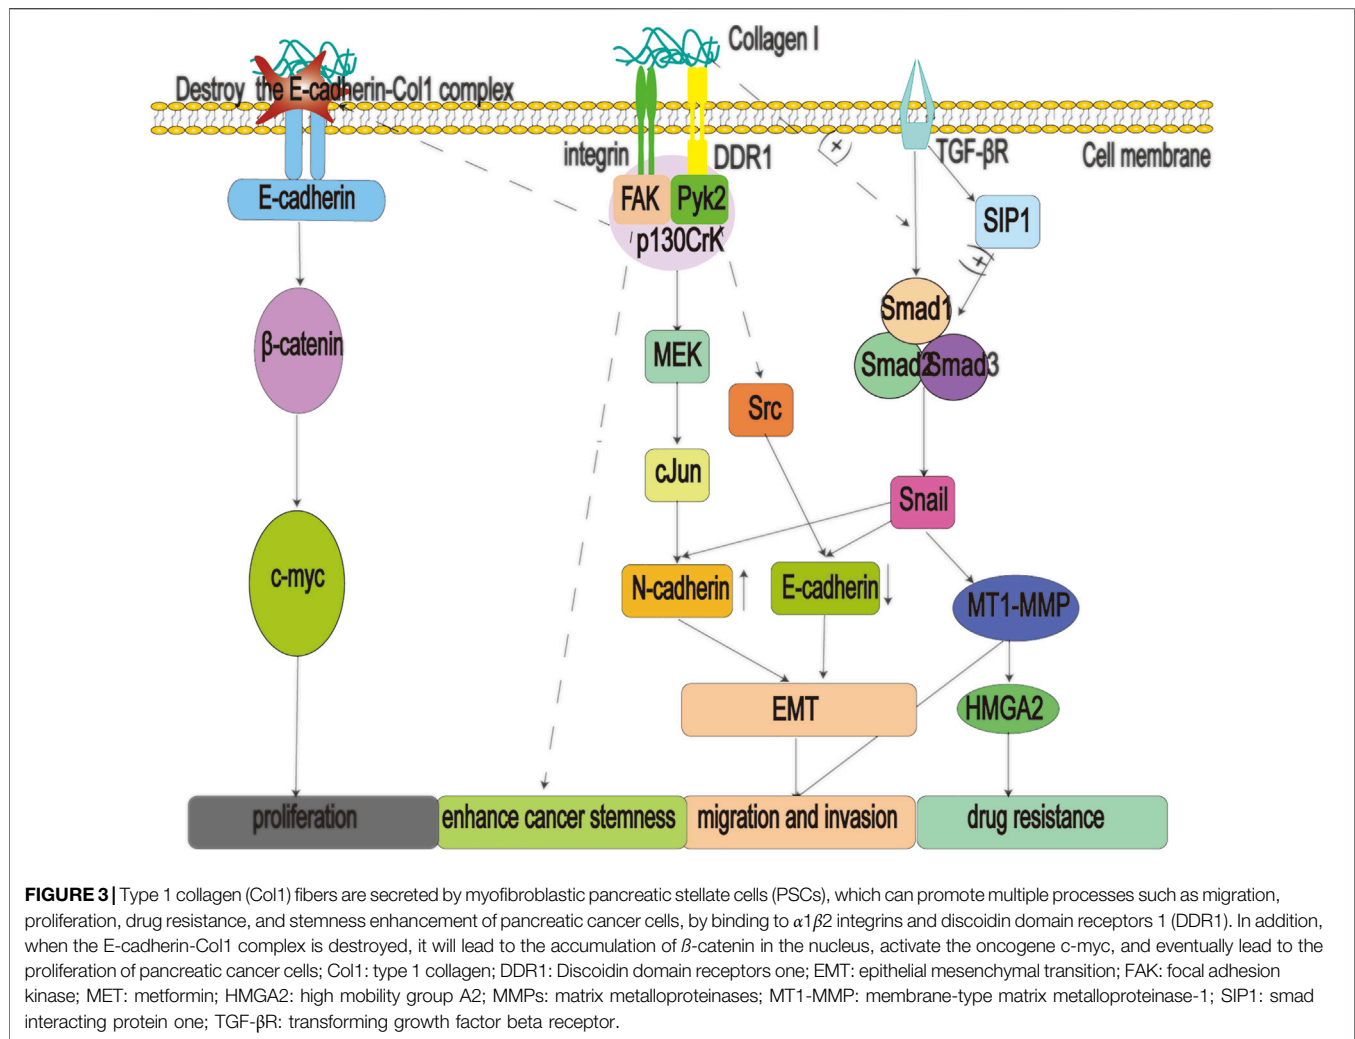 Collagen I
Destroy the E-cadherin-Col1 complex
integrin
DDR1
TGF-βR
Cell membrane
E-cadherin
FAK
Pyk2
p130CrK
(+)
SIP1
(+)
Smad1
Smad2
Smad3
β-catenin
MEK
Src
cJun
Snail
c-myc
N-cadherin
E-cadherin
MT1-MMP
EMT
HMGA2
proliferation
enhance cancer stemness
migration and invasion
drug resistance
FIGURE 3 | Type 1 collagen (Col1) fibers are secreted by myofibroblastic pancreatic stellate cells (PSCs), which can promote multiple processes such as migration,
proliferation, drug resistance, and stemness enhancement of pancreatic cancer cells, by binding to α1β2 integrins and discoidin domain receptors 1 (DDR1). In addition,
when the E-cadherin-Col1 complex is destroyed, it will lead to the accumulation of ß-catenin in the nucleus, activate the oncogene c-myc, and eventually lead to the
proliferation of pancreatic cancer cells; Col1: type 1 collagen; DDR1: Discoidin domain receptors one; EMT: epithelial mesenchymal transition; FAK: focal adhesion
kinase; MET: metformin; HMGA2: high mobility group A2; MMPs: matrix metalloproteinases; MT1-MMP: membrane-type matrix metalloproteinase-1; SIP1: smad
interacting protein one; TGF-βR: transforming growth factor beta receptor.